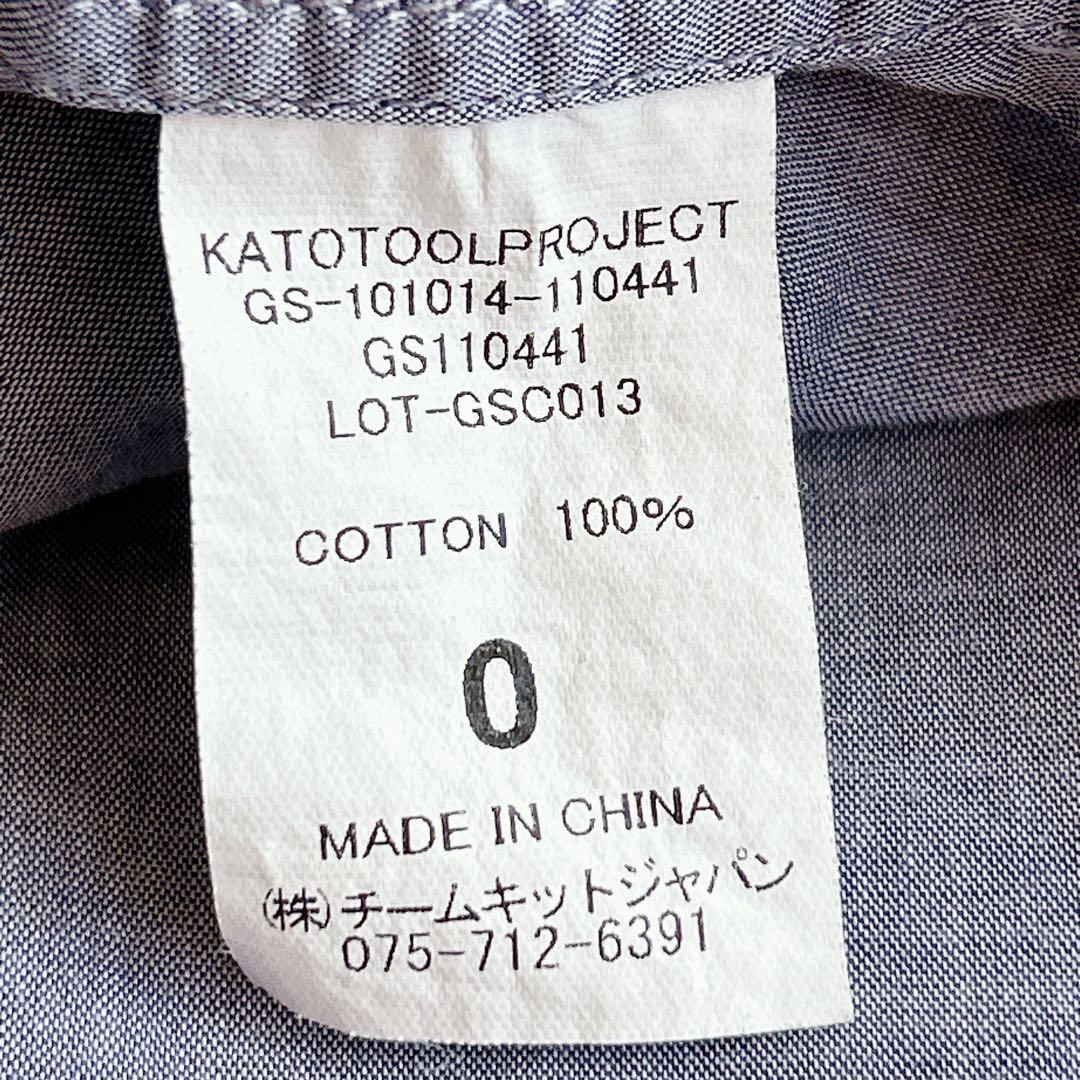 KATOTOOLPROJECT
GS-101014-110441
GS110441
LOT-GSC013
COTTON 100%
0
MADE IN CHINA
(株)チームキットジャパン
075-712-6391